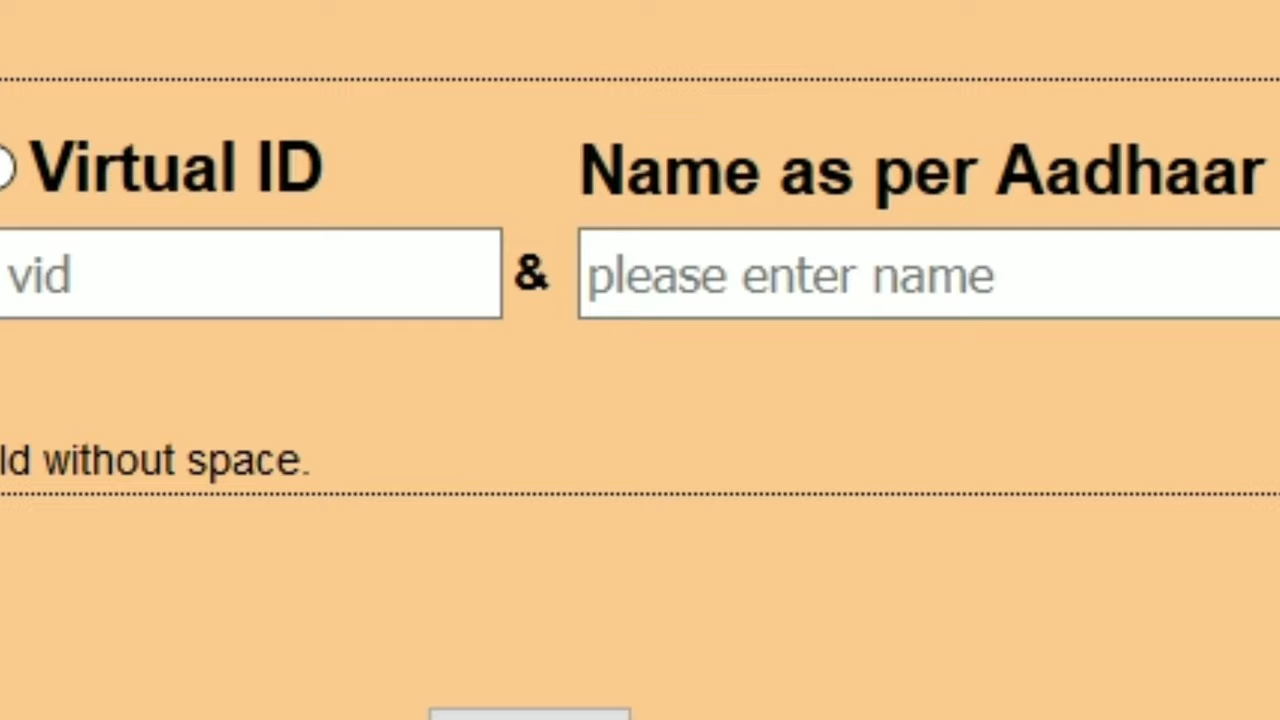 Virtual ID
Name as per Aadhaar
vid
&
please enter name
ld without space.